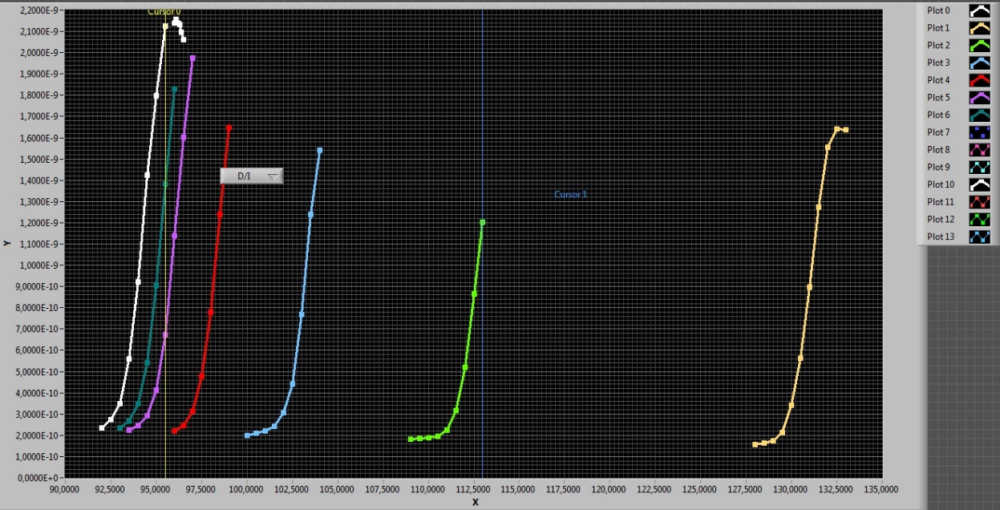 Cursor 0
2,2000E-9
2,1000E-9
2,0000E-9
1,9000E-9
1,8000E-9
1,7000E-9
1,6000E-9
1,5000E-9
1,4000E-9
1,3000E-9
1,2000E-9
1,1000E-9
1,0000E-9
9,0000E-10
8,0000E-10
7,0000E-10
6,0000E-10
5,0000E-10
4,0000E-10
3,0000E-10
2,0000E-10
1,0000E-10
0,0000E+0
Y
D/I
Cursor 1
90,0000 92,5000 95,0000 97,5000 100,0000 102,5000 105,0000 107,5000 110,0000 112,5000 115,0000 117,5000 120,0000 122,5000 125,0000 127,5000 130,0000 132,5000 135,0000
X
Plot 0
Plot 1
Plot 2
Plot 3
Plot 4
Plot 5
Plot 6
Plot 7
Plot 8
Plot 9
Plot 10
Plot 11
Plot 12
Plot 13